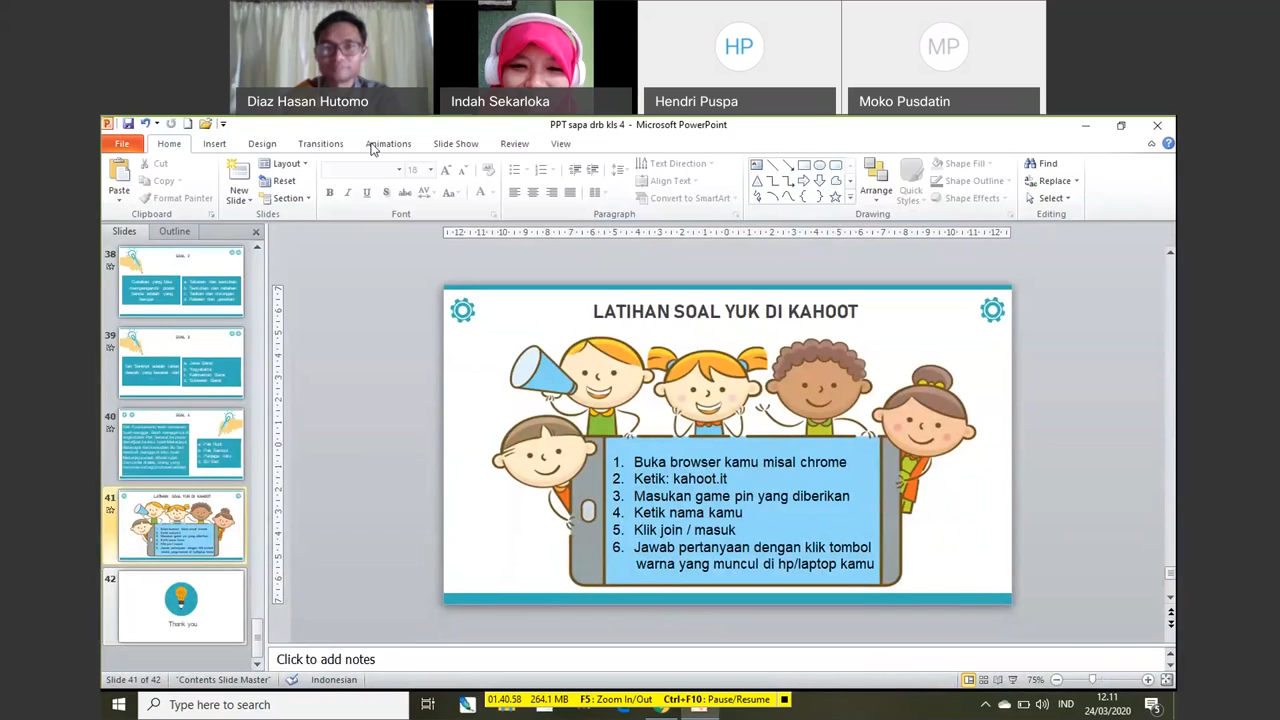 HP
MP
Diaz Hasan Hutomo
Indah Sekarloka
Hendri Puspa
Moko Pusdatin
PPT sapa drb kls 4 - Microsoft PowerPoint
File
Home
Insert
Design
Transitions
Animations
Slide Show
Review
View
Paste
Cut
Copy
Format Painter
Clipboard
New Slide
Layout
Reset
Section
Slides
18
Font
Text Direction
Align Text
Convert to SmartArt
Paragraph
Arrange
Quick Styles
Shape Fill
Shape Outline
Shape Effects
Drawing
Find
Replace
Select
Editing
Slides
Outline
38
39
40
41
42
Thank you
LATIHAN SOAL YUK DI KAHOOT
1. Buka browser kamu misal chrome
2. Ketik: kahoot.it
3. Masukan game pin yang diberikan
4. Ketik nama kamu
5. Klik join / masuk
6. Jawab pertanyaan dengan klik tombol
warna yang muncul di hp/laptop kamu
Click to add notes
Slide 41 of 42
"Contents Slide Master"
Indonesian
75%
Type here to search
01.40.58
264.1 MB
F5: Zoom In/Out
Ctrl+F10: Pause/Resume
IND
12.11
24/03/2020
5